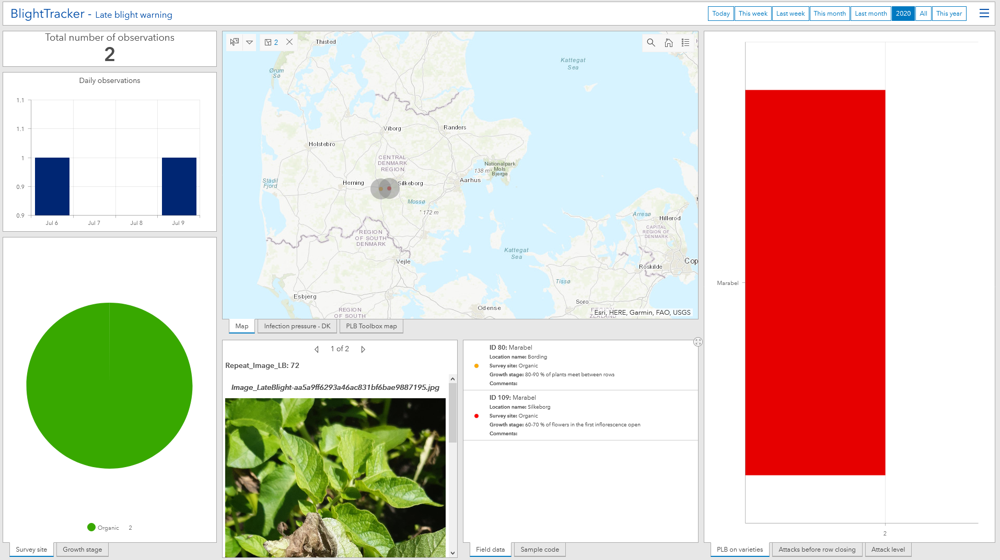 BlightTracker - Late blight warning
Today
This week
Last week
This month
Last month
2020
All
This year
Total number of observations
2
Daily observations
1.1
1.1
1
0.9
0.9
Jul 6
Jul 7
Jul 8
Jul 9
Organic 2
Survey site
Growth stage
2
Thisted
Ørum
Sø
Kattegat
Sea
Viborg
Randers
Holstebro
CENTRAL
DENMARK
REGION
Nationalpark
Mols
Bjerge
138 m
Stadil
Fjord
Herning
Silkeborg
Aarhus
Mossø
172 m
Arresø
Hillerod
CAPITAL
REGION OF
DENMARK
REGION
OF SOUTH
DENMARK
Kattegat
Sea
Vejle
Cop
Roskilde
Tissø
Esbjerg
Soro
Odense
REGION
OF SOUTH
REGION
ZEALAND
Esri, HERE, Garmin, FAO, USGS
Map
Infection pressure - DK
PLB Toolbox map
1 of 2
Repeat_Image_LB: 72
Image_LateBlight-aa5a9ff6293a46ac831bf6bae9887195.jpg
ID 80: Marabel
Location name: Bording
Survey site: Organic
Growth stage: 80-90 % of plants meet between rows
Comments:
ID 109: Marabel
Location name: Silkeborg
Survey site: Organic
Growth stage: 60-70 % of flowers in the first inflorescence open
Comments:
Field data
Sample code
Marabel
2
PLB on varieties
Attacks before row closing
Attack level